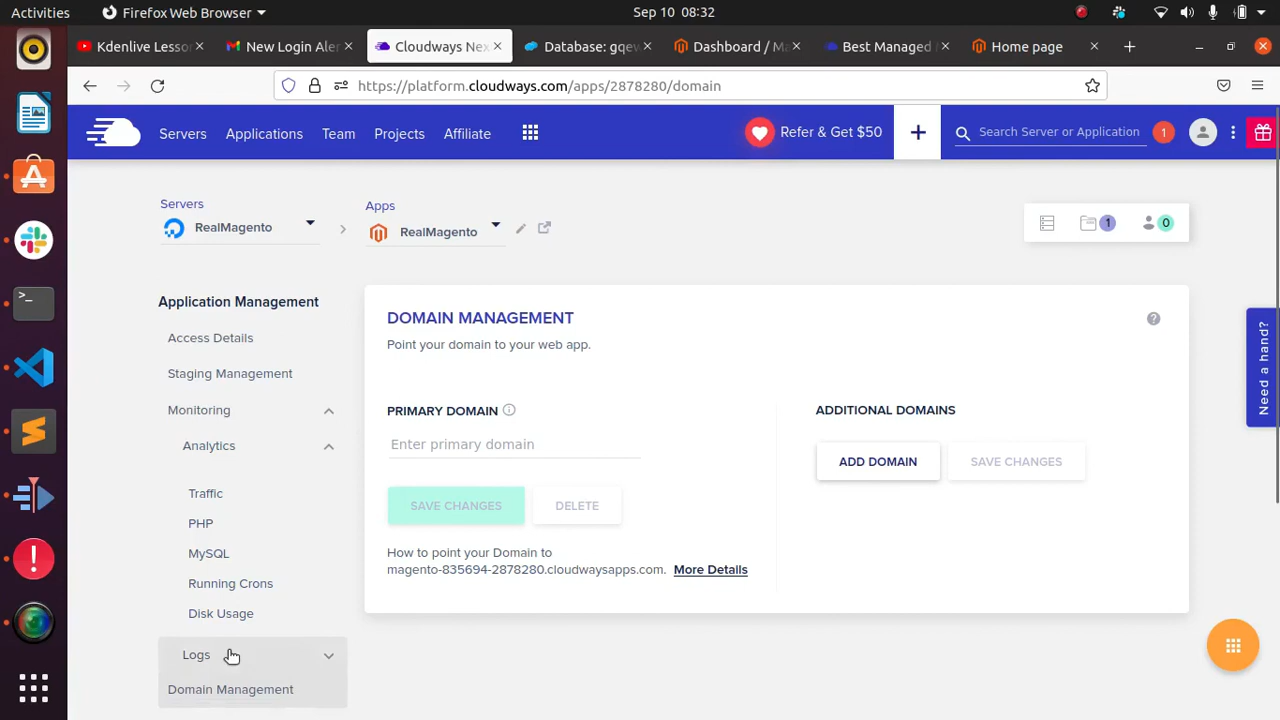 Activities
Firefox Web Browser
Sep 10 08:32
Kdenlive Lesso
New Login Aler
Cloudways Nex
Database: gqew
Dashboard / Ma
Best Managed
Home page
https://platform.cloudways.com/apps/2878280/domain
Servers
Applications
Team
Projects
Affiliate
Refer & Get $50
+
Search Server or Application
1
Servers
RealMagento
Apps
RealMagento
1
0
Application Management
Access Details
Staging Management
Monitoring
Analytics
Traffic
PHP
MySQL
Running Crons
Disk Usage
Logs
Domain Management
DOMAIN MANAGEMENT
Point your domain to your web app.
PRIMARY DOMAIN
Enter primary domain
SAVE CHANGES
DELETE
How to point your Domain to
magento-835694-2878280.cloudwaysapps.com. More Details
ADDITIONAL DOMAINS
ADD DOMAIN
SAVE CHANGES
Need a hand?